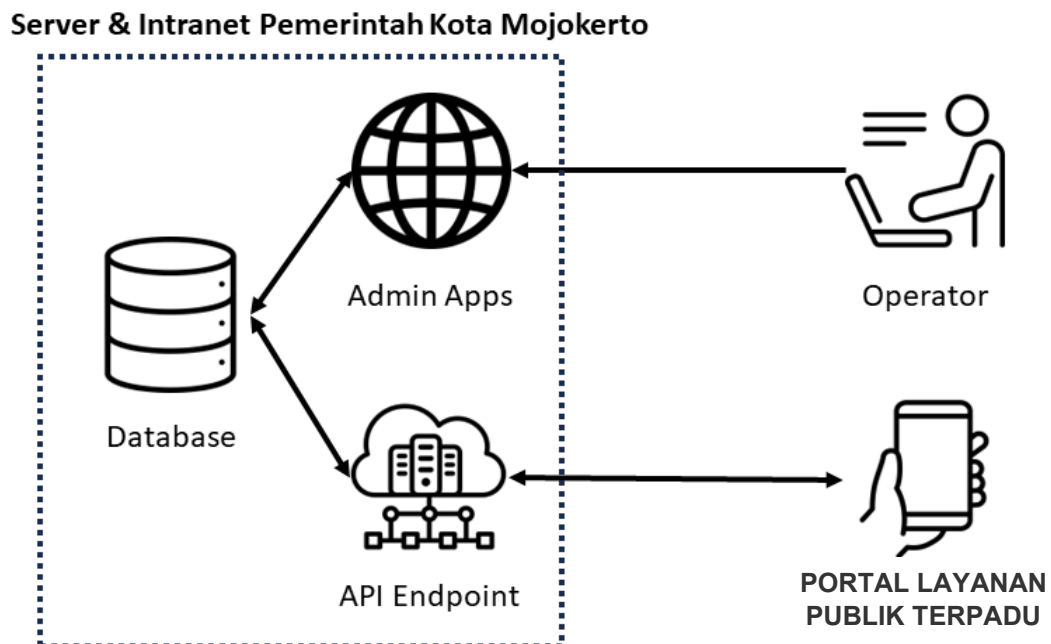 Server & Intranet Pemerintah Kota Mojokerto
Admin Apps
Operator
Database
API Endpoint
PORTAL LAYANAN
PUBLIK TERPADU